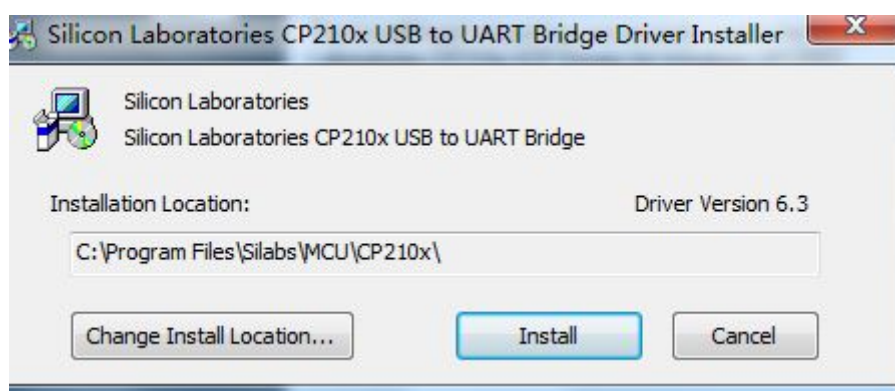 Silicon Laboratories CP210x USB to UART Bridge Driver Installer
Silicon Laboratories
Silicon Laboratories CP210x USB to UART Bridge
Installation Location:
Driver Version 6.3
C:\Program Files\Silabs\MCU\CP210x\
Change Install Location...
Install
Cancel